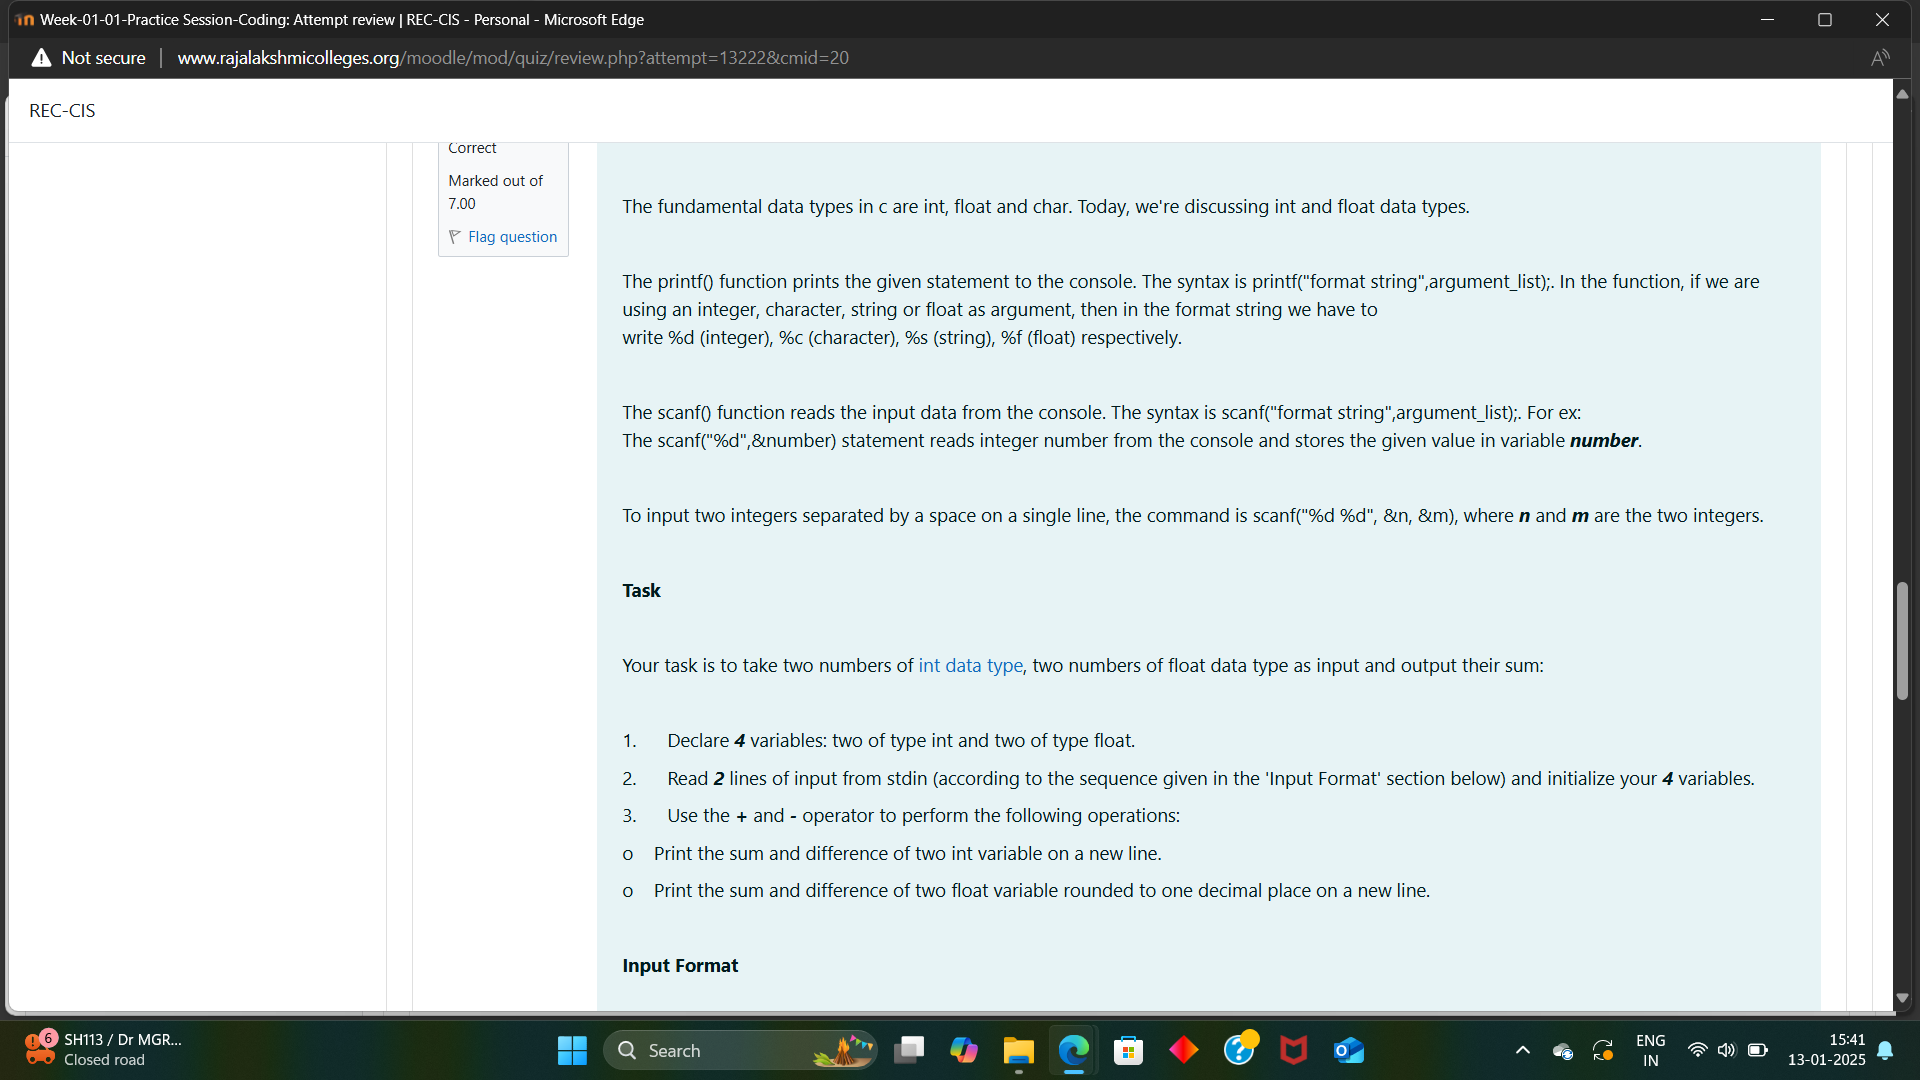 Week-01-01-Practice Session-Coding: Attempt review | REC-CIS - Personal - Microsoft Edge
Not secure | www.rajalakshmicolleges.org/moodle/mod/quiz/review.php?attempt=13222&cmid=20
REC-CIS
Correct
Marked out of
7.00
Flag question
The fundamental data types in c are int, float and char. Today, we're discussing int and float data types.
The printf() function prints the given statement to the console. The syntax is printf("format string",argument_list);. In the function, if we are
using an integer, character, string or float as argument, then in the format string we have to
write %d (integer), %c (character), %s (string), %f (float) respectively.
The scanf() function reads the input data from the console. The syntax is scanf("format string",argument_list);. For ex:
The scanf("%d",&number) statement reads integer number from the console and stores the given value in variable number.
To input two integers separated by a space on a single line, the command is scanf("%d %d", &n, &m), where n and m are the two integers.
Task
Your task is to take two numbers of int data type, two numbers of float data type as input and output their sum:
1. Declare 4 variables: two of type int and two of type float.
2. Read 2 lines of input from stdin (according to the sequence given in the 'Input Format' section below) and initialize your 4 variables.
3. Use the + and - operator to perform the following operations:
o Print the sum and difference of two int variable on a new line.
o Print the sum and difference of two float variable rounded to one decimal place on a new line.
Input Format
6
SH113 / Dr MGR...
Closed road
Search
ENG
IN
15:41
13-01-2025